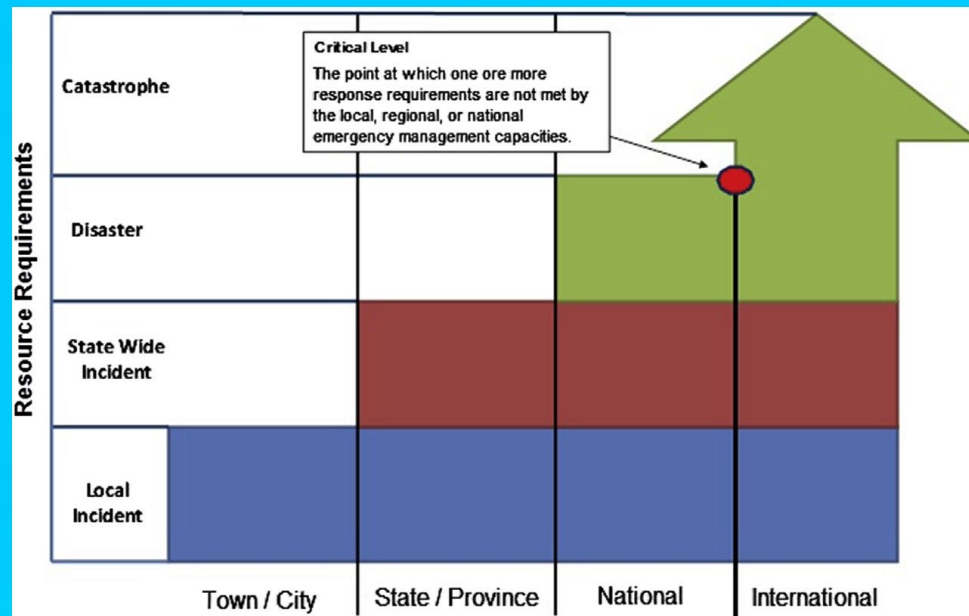 Critical Level
The point at which one ore more
response requirements are not met by
the local, regional, or national
emergency management capacities.
Catastrophe
Disaster
State Wide
Incident
Local
Incident
Resource Requirements
Town / City
State / Province
National
International